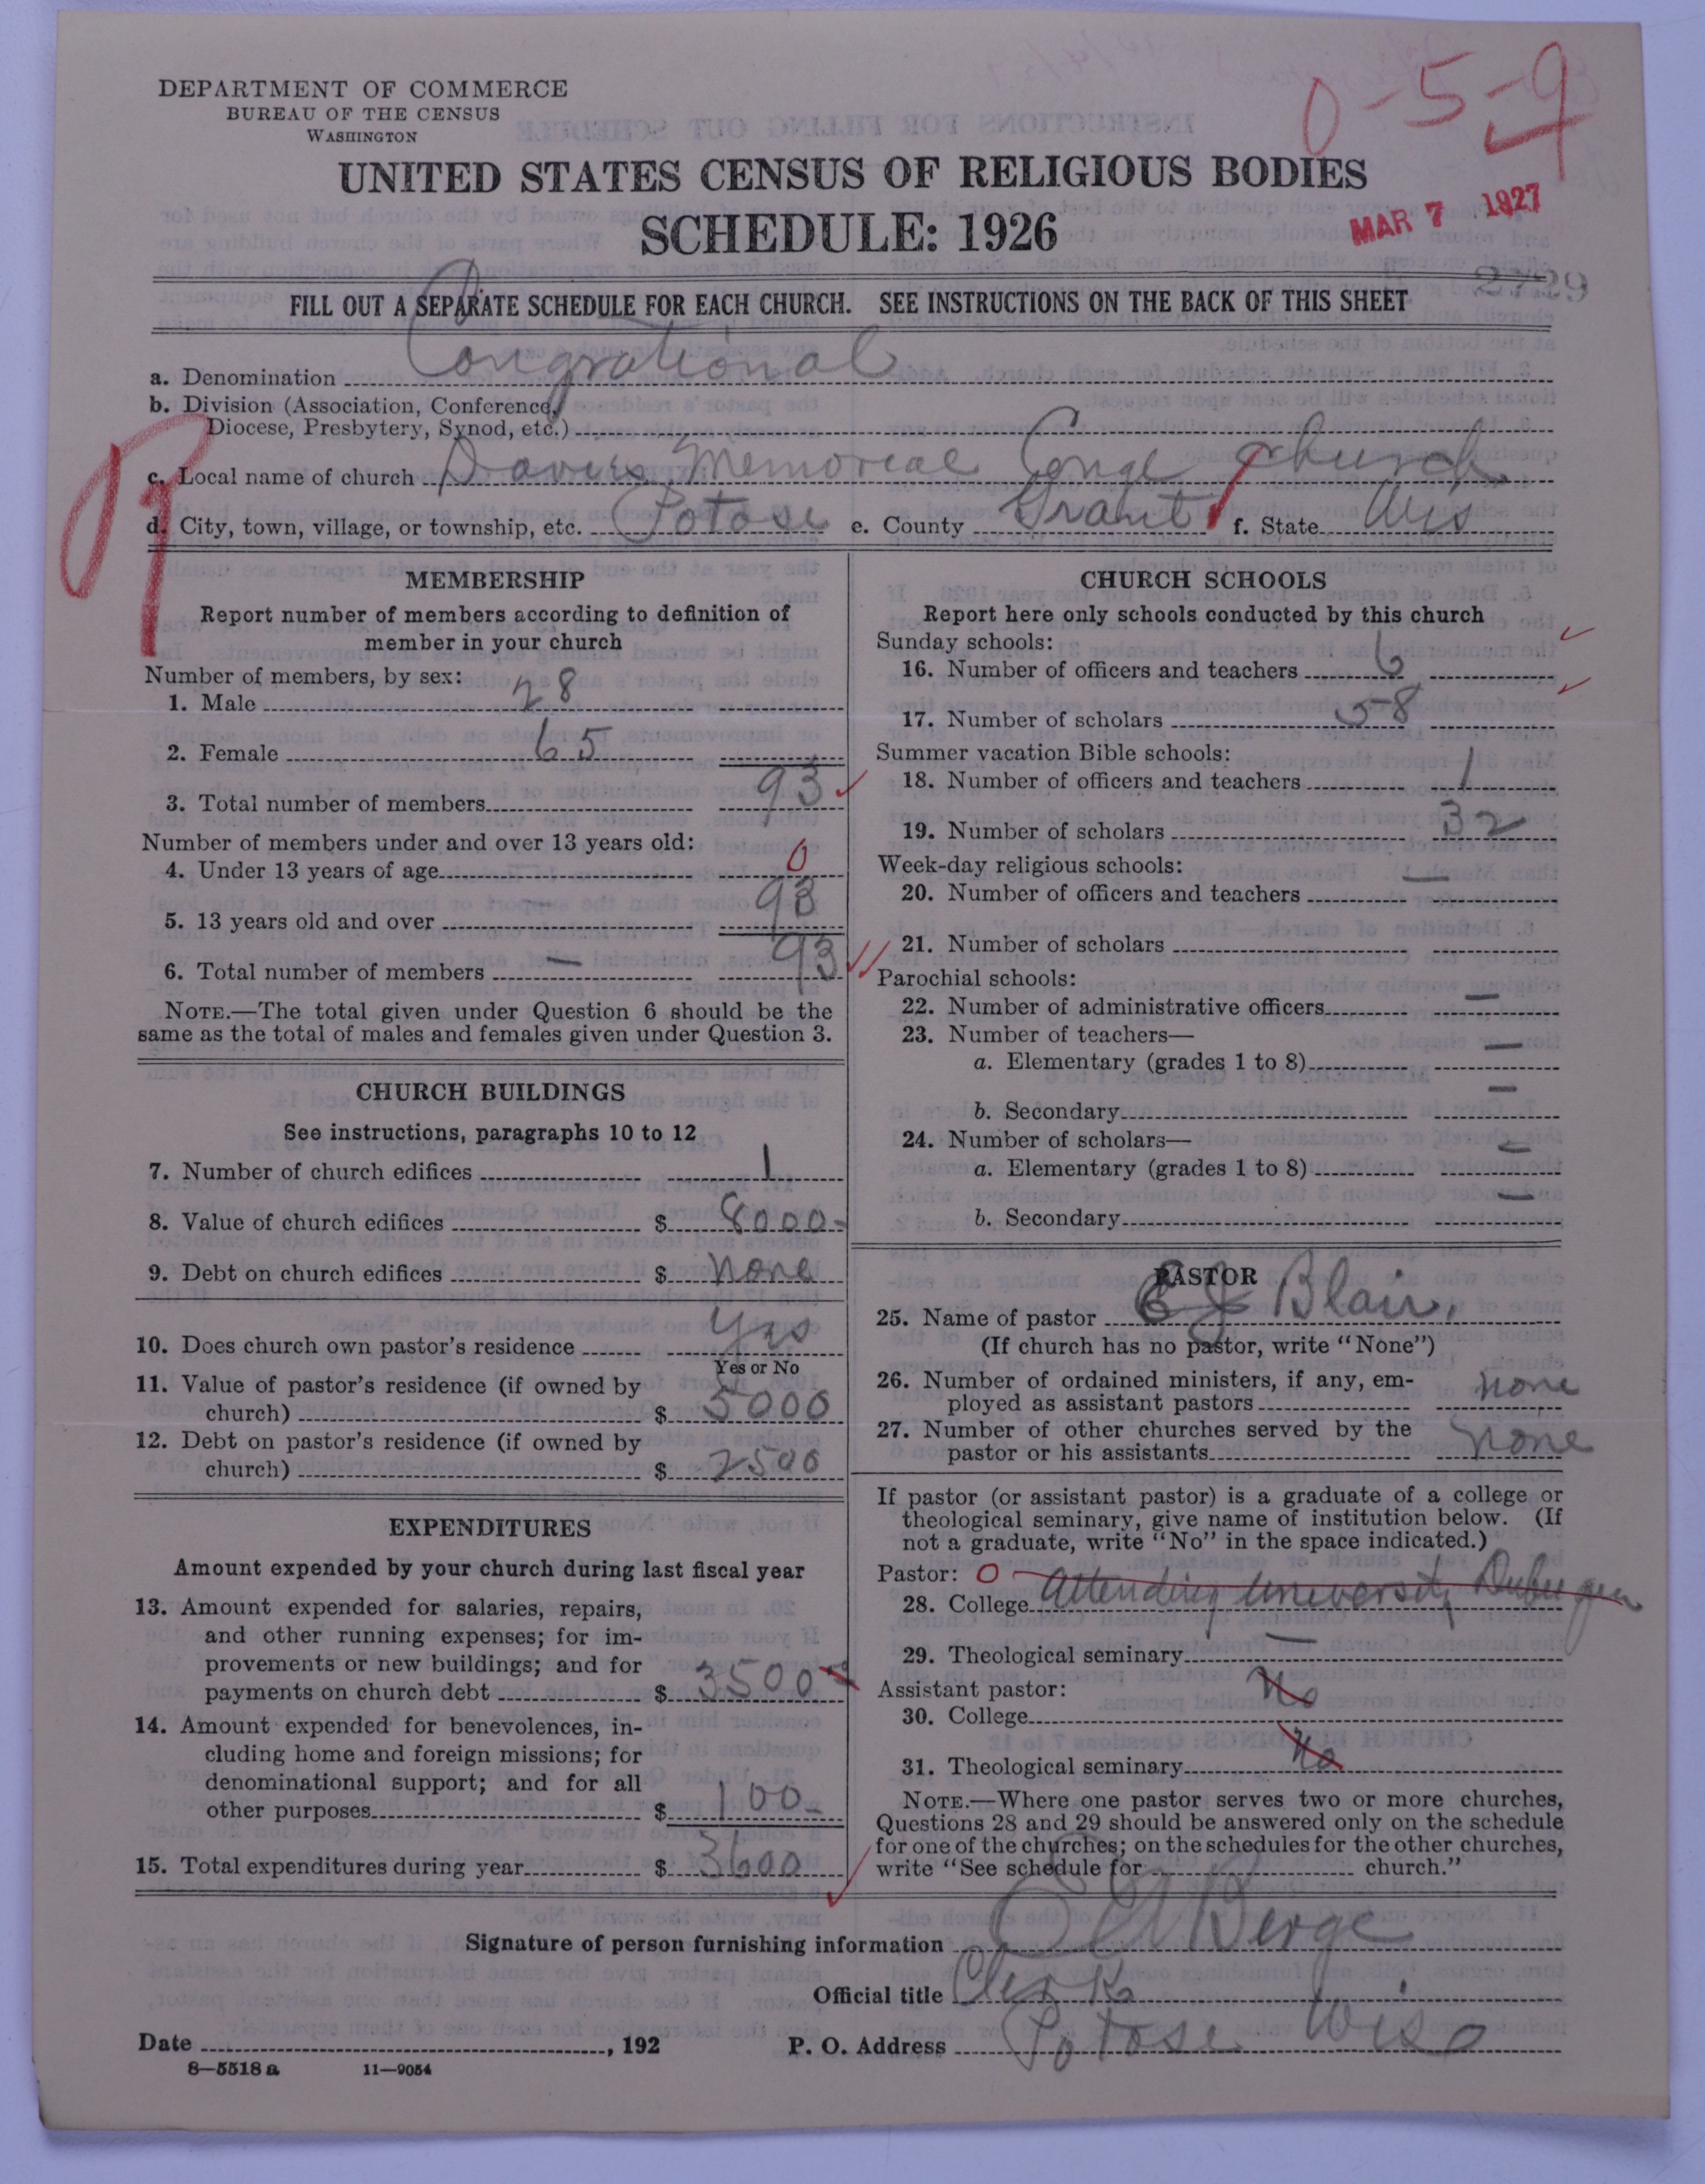 0-5-9
DEPARTMENT OF COMMERCE
BUREAU OF THE CENSUS
WASHINGTON
UNITED STATES CENSUS OF RELIGIOUS BODIES
SCHEDULE: 1926
MAR 7 1927
2729
FILL OUT A SEPARATE SCHEDULE FOR EACH CHURCH. SEE INSTRUCTIONS ON THE BACK OF THIS SHEET
a. Denomination Congrational
b. Division (Association, Conference,
Diocese, Presbytery, Synod, etc.)
c. Local name of church Davies Memorial Congl Church
d. City, town, village, or township, etc. Potosi e. County Grant f. State Wis
MEMBERSHIP
Report number of members according to definition of
member in your church
Number of members, by sex:
1. Male 28
2. Female 65
3. Total number of members 93
Number of members under and over 13 years old:
4. Under 13 years of age 0
5. 13 years old and over — 93
6. Total number of members — 93
NOTE.—The total given under Question 6 should be the
same as the total of males and females given under Question 3.
CHURCH BUILDINGS
See instructions, paragraphs 10 to 12
7. Number of church edifices 1
8. Value of church edifices $ 8000-
9. Debt on church edifices $ none
10. Does church own pastor's residence Yes
Yes or No
11. Value of pastor's residence (if owned by
church) $ 5000
12. Debt on pastor's residence (if owned by
church) $ 2500
EXPENDITURES
Amount expended by your church during last fiscal year
13. Amount expended for salaries, repairs,
and other running expenses; for im-
provements or new buildings; and for
payments on church debt $ 3500
14. Amount expended for benevolences, in-
cluding home and foreign missions; for
denominational support; and for all
other purposes $ 100-
15. Total expenditures during year $ 3600
CHURCH SCHOOLS
Report here only schools conducted by this church
Sunday schools:
16. Number of officers and teachers 6
17. Number of scholars 58
Summer vacation Bible schools:
18. Number of officers and teachers 1
19. Number of scholars 32
Week-day religious schools:
20. Number of officers and teachers —
21. Number of scholars
Parochial schools:
22. Number of administrative officers —
23. Number of teachers—
a. Elementary (grades 1 to 8) —
b. Secondary —
24. Number of scholars—
a. Elementary (grades 1 to 8) —
b. Secondary —
PASTOR
25. Name of pastor E J Blair.
(If church has no pastor, write "None")
26. Number of ordained ministers, if any, em-
ployed as assistant pastors none
27. Number of other churches served by the
pastor or his assistants none
If pastor (or assistant pastor) is a graduate of a college or
theological seminary, give name of institution below. (If
not a graduate, write "No" in the space indicated.)
Pastor: 0
28. College Attending University Dubuque
29. Theological seminary —
Assistant pastor:
30. College No
31. Theological seminary No
NOTE.—Where one pastor serves two or more churches,
Questions 28 and 29 should be answered only on the schedule
for one of the churches; on the schedules for the other churches,
write "See schedule for church."
Signature of person furnishing information Berge
Official title Clerk
Date , 192 P. O. Address Potosi Wis
8—5518 a 11—9054